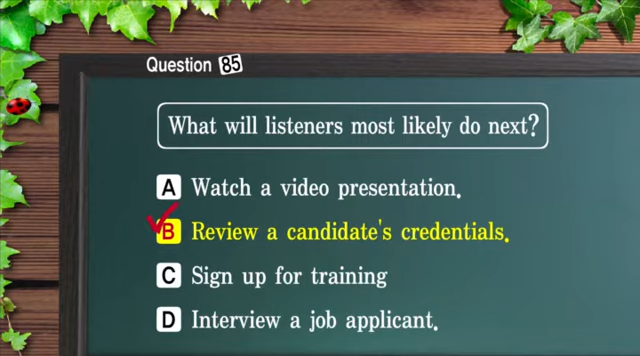 Question 85
What will listeners most likely do next?
A Watch a video presentation.
B Review a candidate's credentials.
C Sign up for training
D Interview a job applicant.